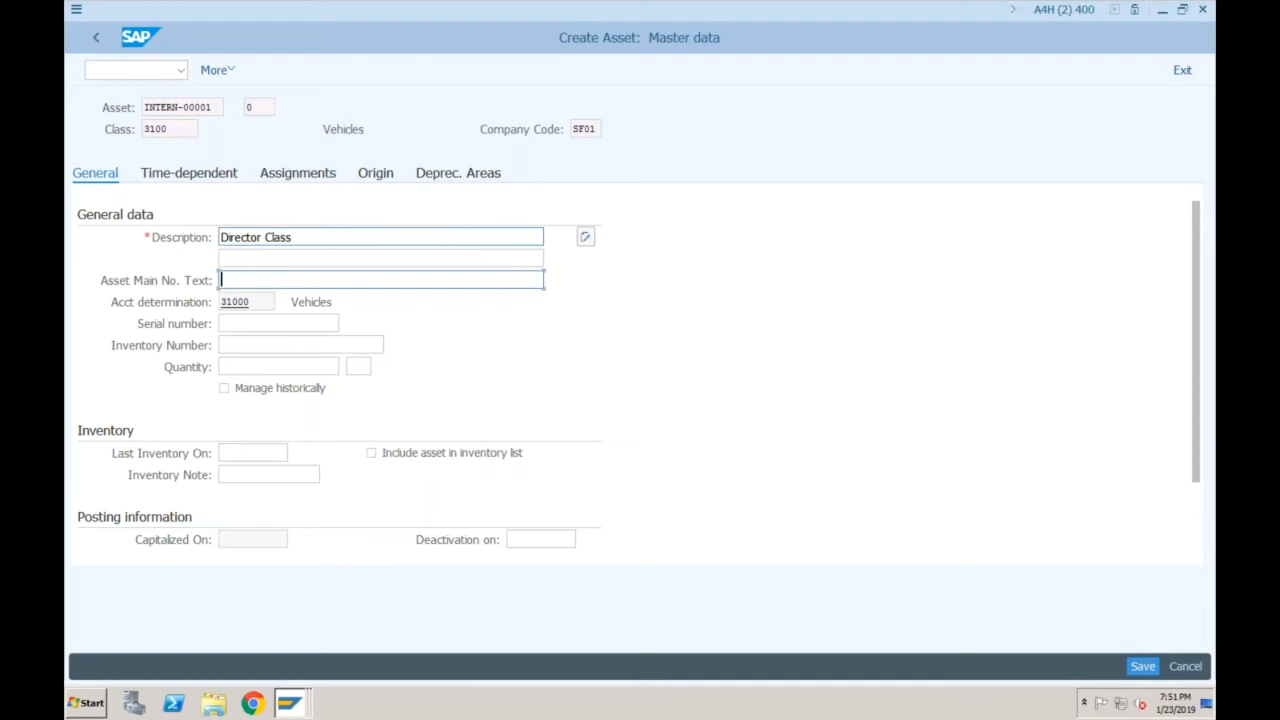 A4H (2) 400
SAP
Create Asset: Master data
More
Exit
Asset: INTERN-00001 0
Class: 3100 Vehicles Company Code: SF01
General Time-dependent Assignments Origin Deprec. Areas
General data
* Description: Director Class
Asset Main No. Text:
Acct determination: 31000 Vehicles
Serial number:
Inventory Number:
Quantity:
Manage historically
Inventory
Last Inventory On: Include asset in inventory list
Inventory Note:
Posting information
Capitalized On: Deactivation on:
Save Cancel
Start
7:51 PM
1/23/2019